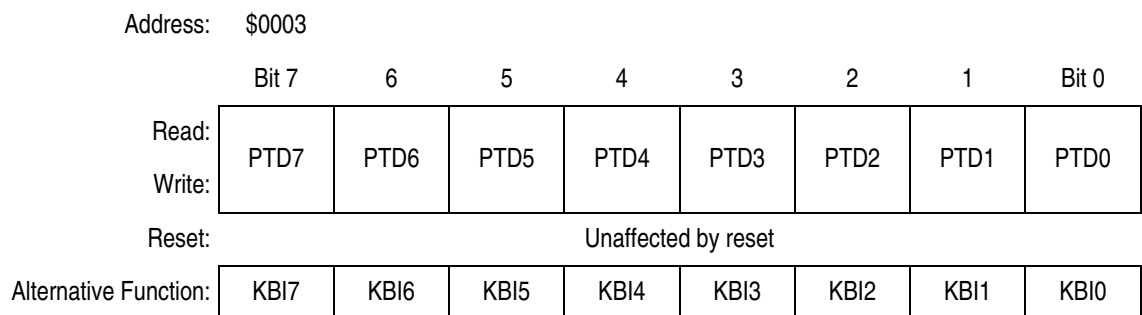 Address: $0003
Bit 7 6 5 4 3 2 1 Bit 0
Read:
PTD7 PTD6 PTD5 PTD4 PTD3 PTD2 PTD1 PTD0
Write:
Reset: Unaffected by reset
Alternative Function: KBI7 KBI6 KBI5 KBI4 KBI3 KBI2 KBI1 KBI0